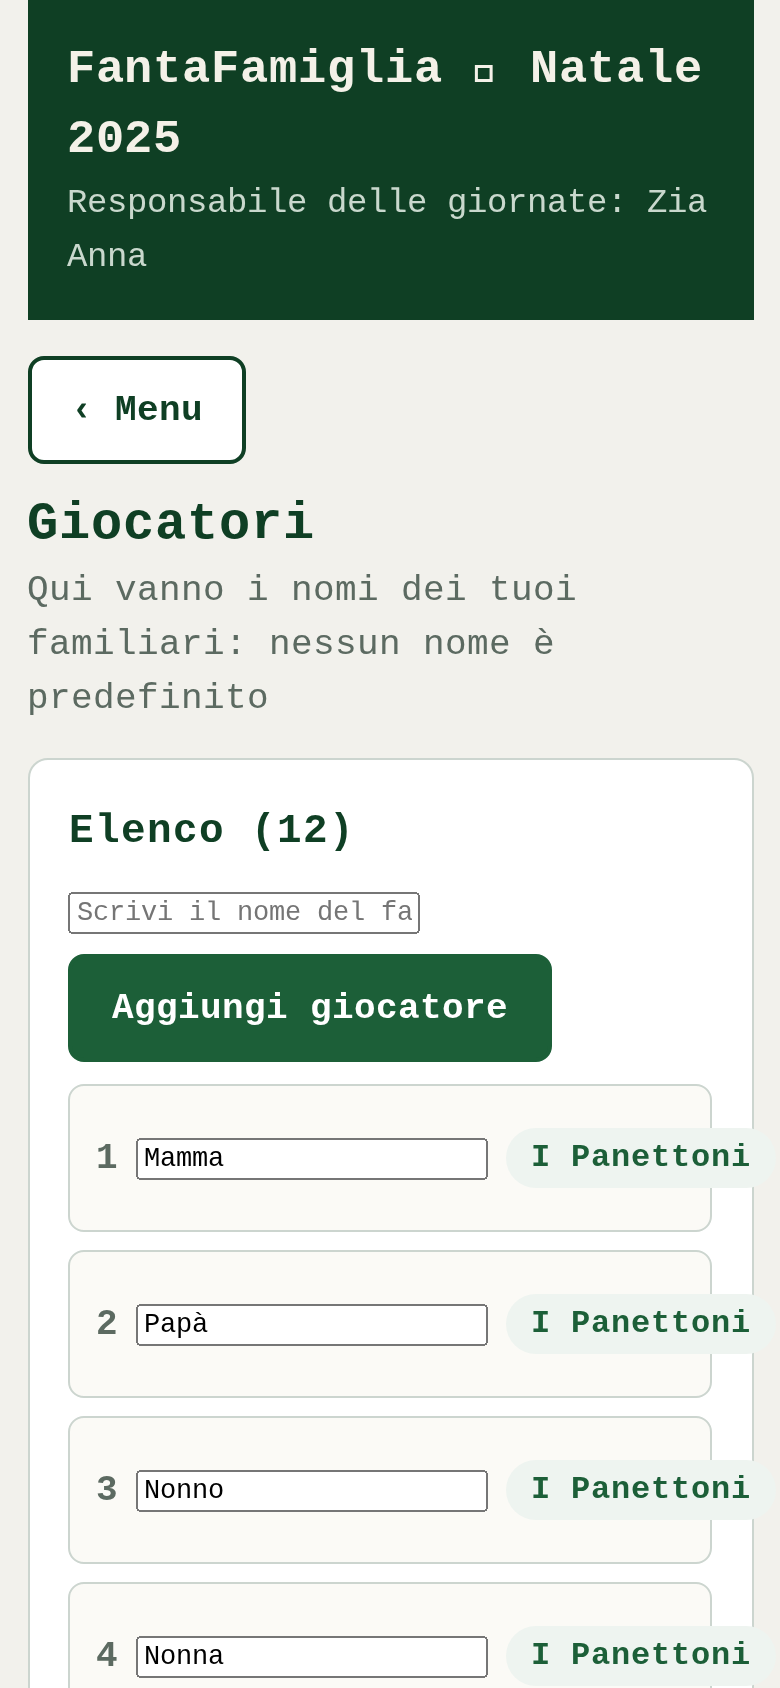 FantaFamiglia □ Natale
2025
Responsabile delle giornate: Zia
Anna
‹ Menu
Giocatori
Qui vanno i nomi dei tuoi
familiari: nessun nome è
predefinito
Elenco (12)
Scrivi il nome del fa
Aggiungi giocatore
1 Mamma I Panettoni
2 Papà I Panettoni
3 Nonno I Panettoni
4 Nonna I Panettoni